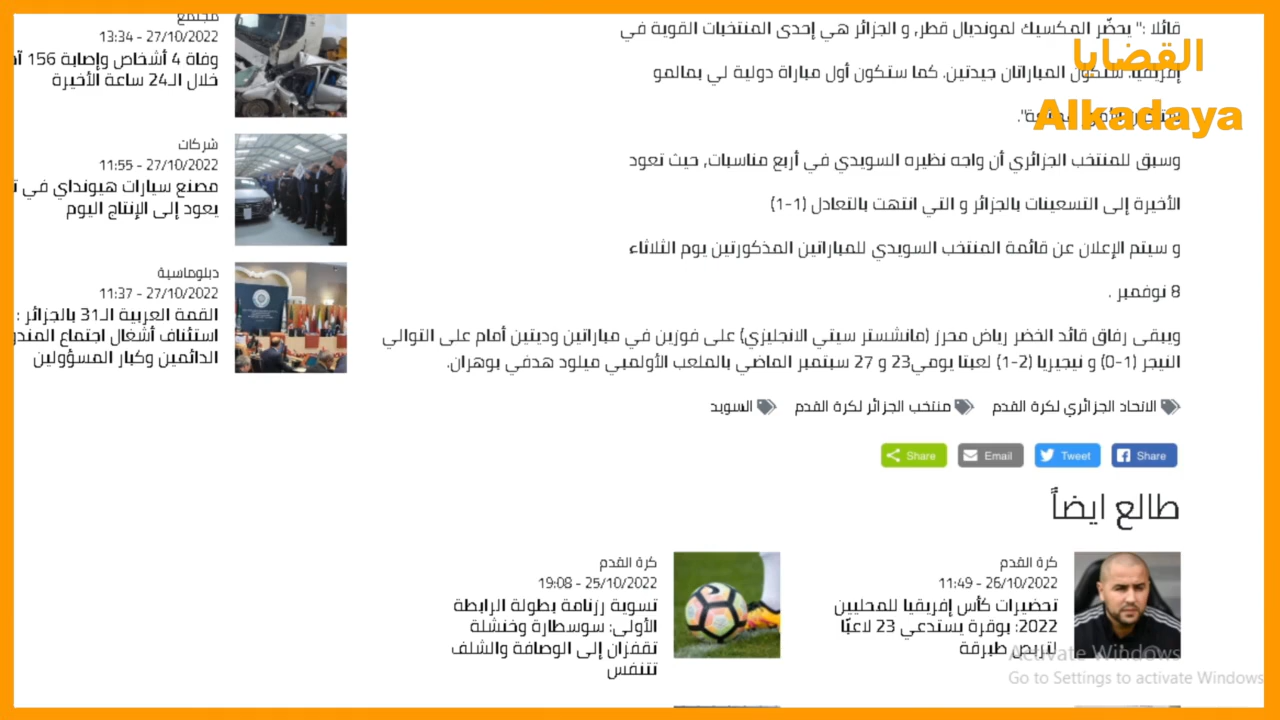 قائلا :" يحضّر المكسيك لمونديال قطر, و الجزائر هي إحدى المنتخبات القوية في
إفريقيا. ستكون المباراتان جيدتين. كما ستكون أول مباراة دولية لي بمالمو
وسبق للمنتخب الجزائري أن واجه نظيره السويدي في أربع مناسبات, حيث تعود
الأخيرة إلى التسعينات بالجزائر و التي انتهت بالتعادل (1-1)
و سيتم الإعلان عن قائمة المنتخب السويدي للمباراتين المذكورتين يوم الثلاثاء
8 نوفمبر .
ويبقى رفاق قائد الخضر رياض محرز (مانشستر سيتي الانجليزي) على فوزين في مباراتين وديتين أمام على التوالي
النيجر (1-0) و نيجيريا (2-1) لعبتا يومي23 و 27 سبتمبر الماضي بالملعب الأولمبي ميلود هدفي بوهران.
الاتحاد الجزائري لكرة القدم منتخب الجزائر لكرة القدم السويد
Share Email Tweet Share
طالع ايضاً
كرة القدم
26/10/2022 - 11:49
تحضيرات كأس إفريقيا للمحليين
2022: بوقرة يستدعي 23 لاعبًا
لتربص طبرقة
كرة القدم
25/10/2022 - 19:08
تسوية رزنامة بطولة الرابطة
الأولى: سوسطارة وخنشلة
تقفزان إلى الوصافة والشلف
تتنفس
مجتمع
27/10/2022 - 13:34
وفاة 4 أشخاص وإصابة 156
خلال الـ24 ساعة الأخيرة
شركات
27/10/2022 - 11:55
مصنع سيارات هيونداي في
يعود إلى الإنتاج اليوم
دبلوماسية
27/10/2022 - 11:37
القمة العربية الـ31 بالجزائر :
استئناف أشغال اجتماع
الدائمين وكبار المسؤولين
القضايا
Alkadaya
Activate Windows
Go to Settings to activate Windows